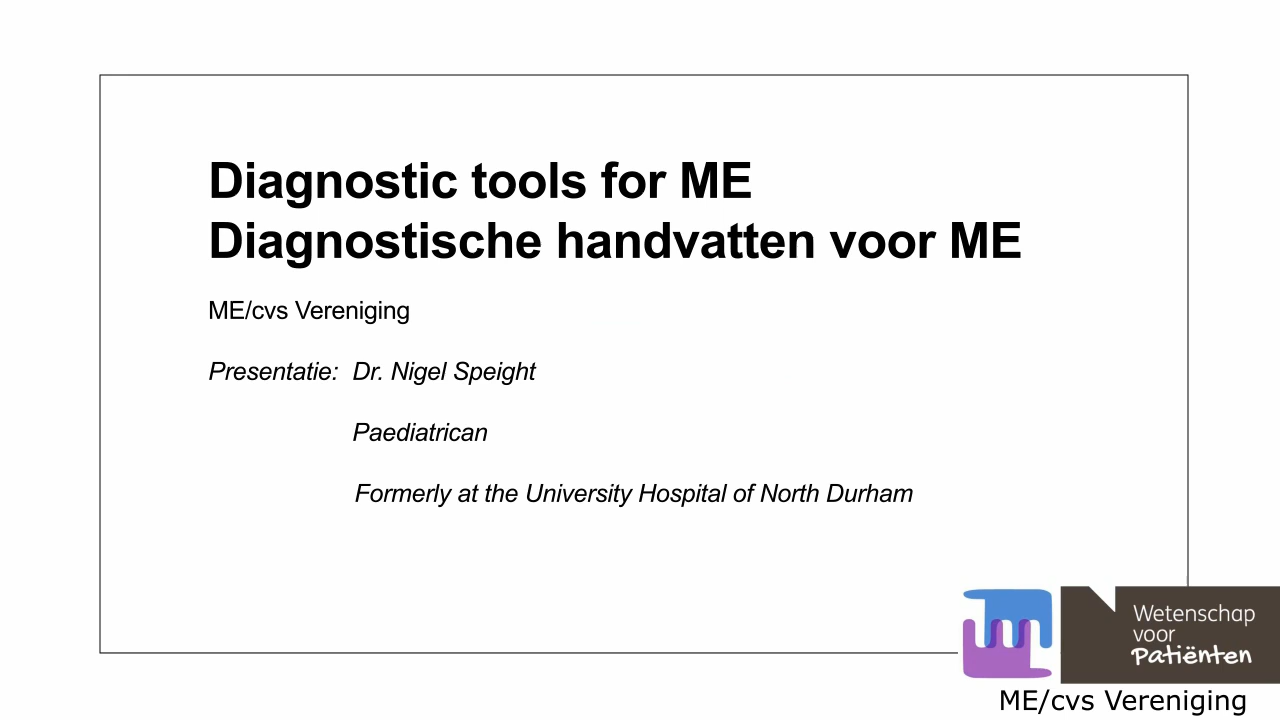 Diagnostic tools for ME
Diagnostische handvatten voor ME
ME/cvs Vereniging
Presentatie: Dr. Nigel Speight
Paediatrican
Formerly at the University Hospital of North Durham
Wetenschap
voor
Patiënten
ME/cvs Vereniging